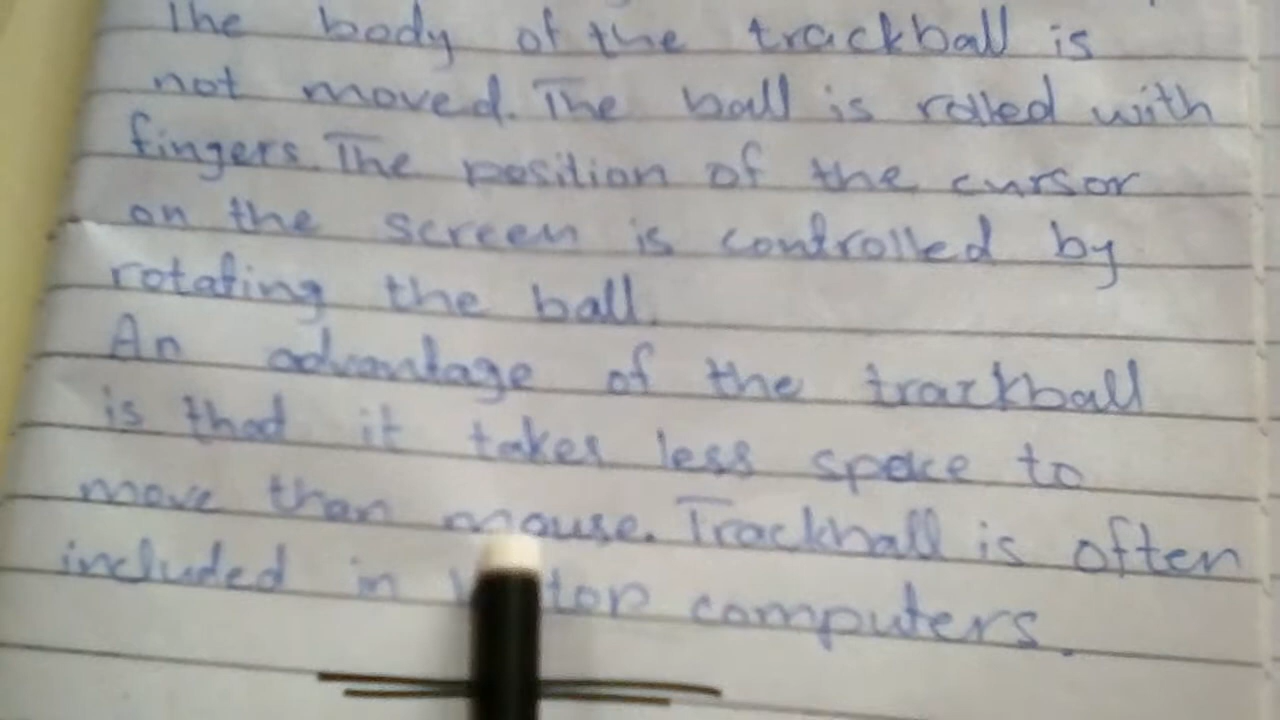 The body of the trackball is
not moved. The ball is rolled with
fingers. The position of the cursor
on the screen is controlled by
rotating the ball.
An advantage of the trackball
is that it takes less space to
move than mouse. Trackball is often
included in computers.